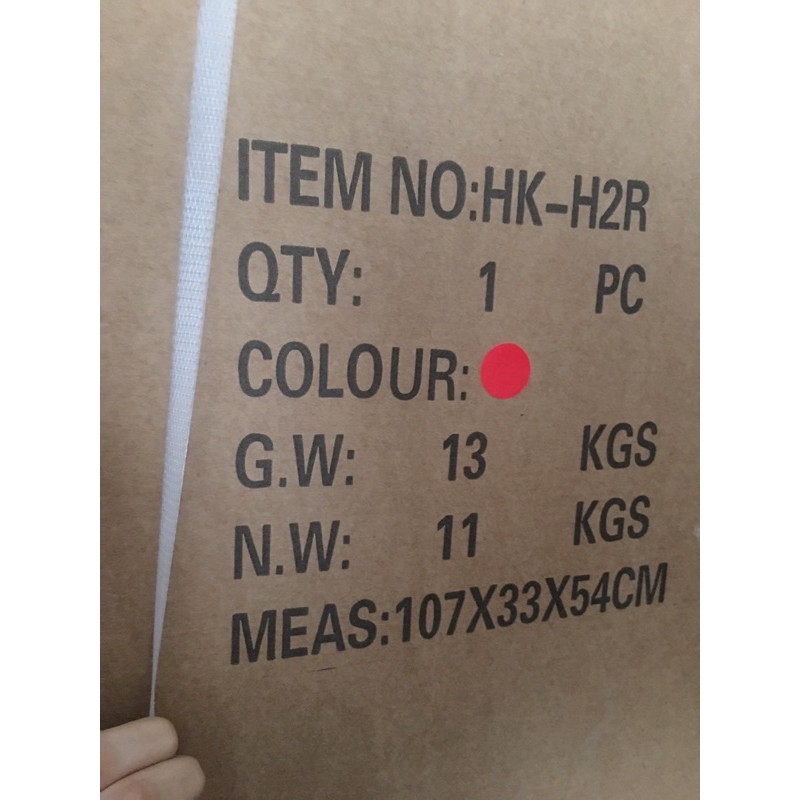 ITEM NO:HK-H2R
QTY: 1 PC
COLOUR:
G.W: 13 KGS
N.W: 11 KGS
MEAS:107X33X54CM